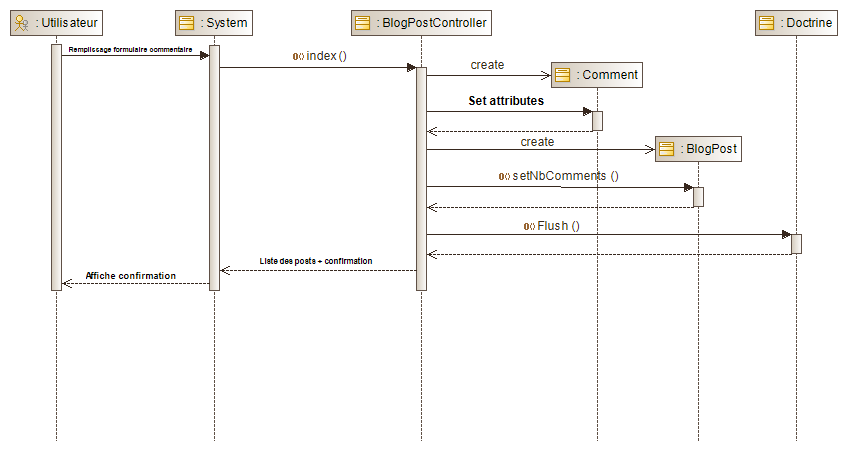 : Utilisateur
: System
: BlogPostController
: Doctrine
Remplissage formulaire commentaire
index ()
create
: Comment
Set attributes
create
: BlogPost
setNbComments ()
Flush ()
Liste des posts + confirmation
Affiche confirmation